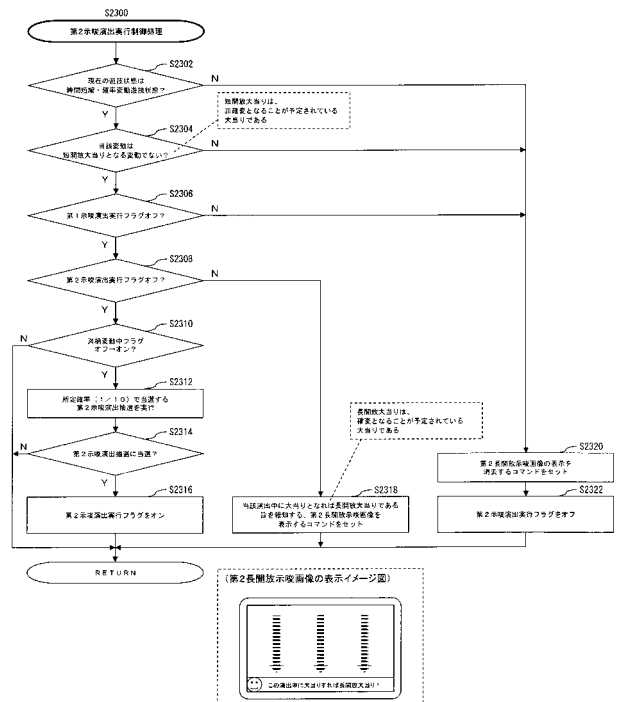 S2300
第2示唆演出実行制御処理
S2302
現在の遊技状態は
時間短縮・確率変動遊技状態？
N
Y
短開放大当りは、
非確変となることが予定されている
大当りである
S2304
当該変動は
短開放大当りとなる変動でない？
N
Y
S2306
第1示唆演出実行フラグオフ？
N
Y
S2308
第2示唆演出実行フラグオフ？
N
Y
S2310
フラグ
オフ→オン？
N
Y
S2312
所定確率（1／10）で当選する
第2示唆演出抽選を実行
S2314
第2示唆演出抽選に当選？
N
Y
S2316
第2示唆演出実行フラグをオン
長開放大当りは、
確変となることが予定されている
大当りである
S2318
当該演出中に大当りとなれば長開放大当りである
旨を報知する、第2長開放示唆画像を
表示するコマンドをセット
S2320
第2長開放示唆画像の表示を
消去するコマンドをセット
S2322
第2示唆演出実行フラグをオフ
RETURN
(第2長開放示唆画像の表示イメージ図)
この演出中に大当りすれば長開放大当り！